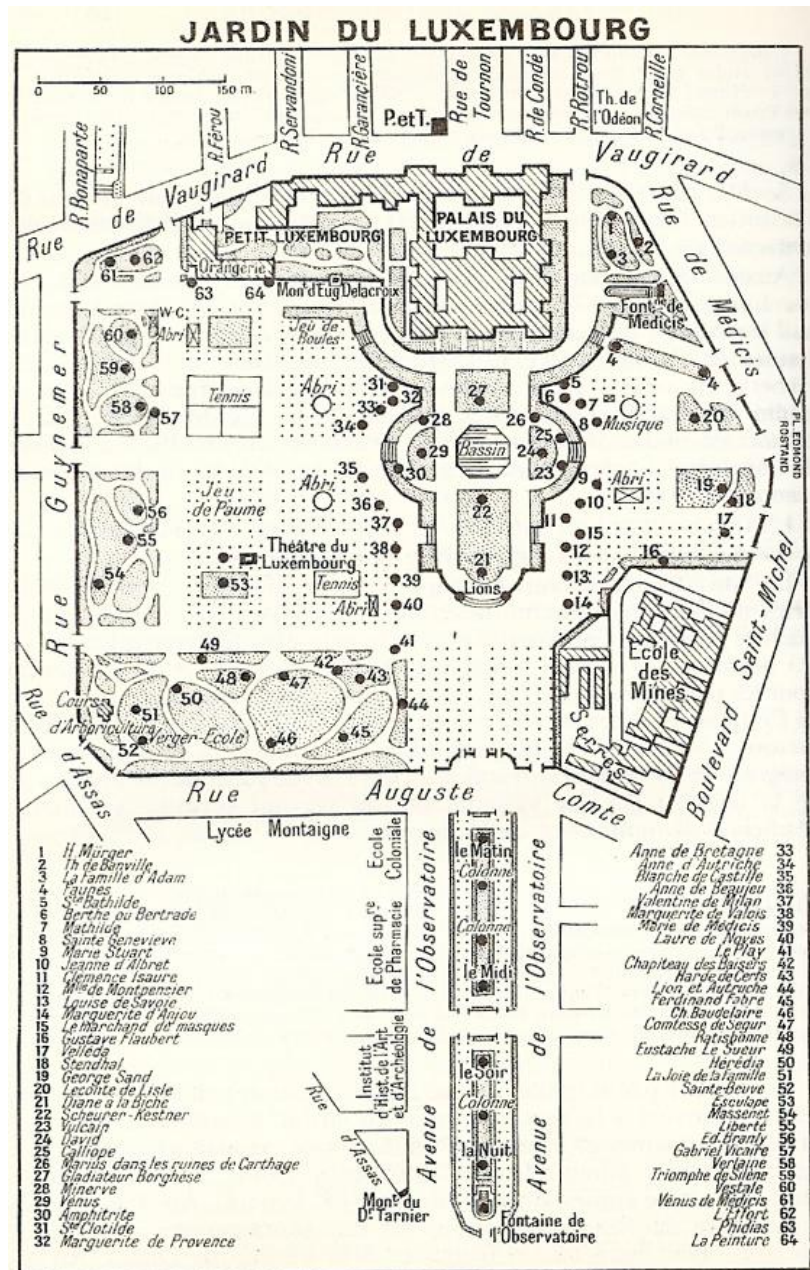 JARDIN DU LUXEMBOURG
0 50 100 150 m.
R. Bonaparte
R. Férou
R. Servandoni
R. Garancière
P. et T.
Rue de Tournon
R. de Condé
R. Rotrou
Th. de l'Odéon
R. Corneille
Rue de Vaugirard
Rue de Vaugirard
Rue de Médicis
PETIT LUXEMBOURG
PALAIS DU LUXEMBOURG
Orangerie
Mont d'Eug. Delacroix
Font. de Médicis
W.-C.
Abri
Jeu de Boules
Tennis
Abri
Musique
Bassin
PL. EDMOND ROSTAND
Rue Guynemer
Jeu de Paume
Abri
Abri
Théâtre du Luxembourg
Tennis
Abri
Lions
Ecole des Mines
Serres
Boulevard Saint-Michel
Cours d'Arboriculture
Verger-Ecole
Rue d'Assas
Rue Auguste Comte
Lycée Montaigne
Ecole Coloniale
Ecole supre de Pharmacie
Institut d'Hist. de l'Art et d'Archéologie
Rue d'Assas
Mont du Dr Tarnier
Avenue de l'Observatoire
Avenue de l'Observatoire
le Matin
Colonne
Colonne
le Midi
le Soir
Colonne
la Nuit
Fontaine de l'Observatoire
1 H. Mürger
2 Th. de Banville
3 La Famille d'Adam
4 Faunes
5 Ste Bathilde
6 Berthe ou Bertrade
7 Mathilde
8 Sainte Geneviève
9 Marie Stuart
10 Jeanne d'Albret
11 Clémence Isaure
12 Mlle de Montpensier
13 Louise de Savoie
14 Marguerite d'Anjou
15 Le marchand de masques
16 Gustave Flaubert
17 Velléda
18 Stendhal
19 George Sand
20 Leconte de Lisle
21 Diane à la Biche
22 Scheurer-Kestner
23 Vulcain
24 David
25 Calliope
26 Marius dans les ruines de Carthage
27 Gladiateur Borghèse
28 Minerve
29 Vénus
30 Amphitrite
31 Ste Clotilde
32 Marguerite de Provence
Anne de Bretagne 33
Anne d'Autriche 34
Blanche de Castille 35
Anne de Beaujeu 36
Valentine de Milan 37
Marguerite de Valois 38
Marie de Médicis 39
Laure de Noves 40
Le Play 41
Chapiteau des Baisers 42
Harde de Cerfs 43
Lion et Autruche 44
Ferdinand Fabre 45
Ch. Baudelaire 46
Comtesse de Ségur 47
Ratisbonne 48
Eustache Le Sueur 49
Hérédia 50
La Joie de la famille 51
Sainte-Beuve 52
Esculape 53
Massenet 54
Liberté 55
Ed. Branly 56
Gabriel Vicaire 57
Verlaine 58
Triomphe de Silène 59
Vestale 60
Vénus de Médicis 61
L'Effort 62
Phidias 63
La Peinture 64